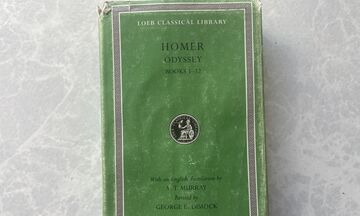 LOEB CLASSICAL LIBRARY
HOMER
ODYSSEY
BOOKS 1–12
With an English Translation by
A. T. MURRAY
Revised by
GEORGE E. DIMOCK